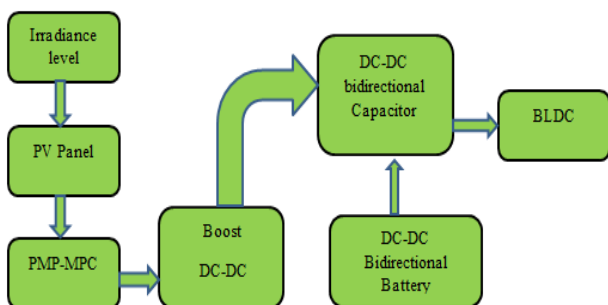 Irradiance
level
PV Panel
PMP-MPC
Boost
DC-DC
DC-DC
bidirectional
Capacitor
DC-DC
Bidirectional
Battery
BLDC